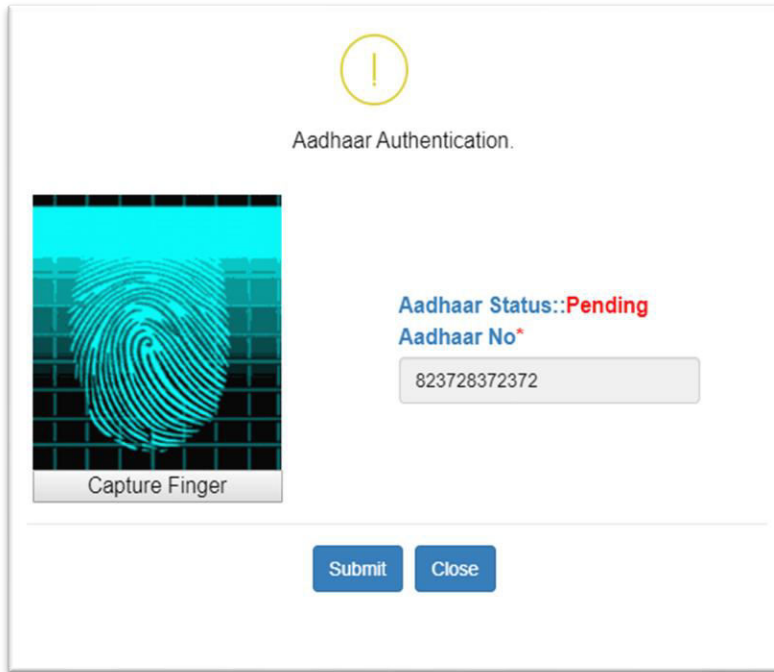 Aadhaar Authentication.
Aadhaar Status::Pending
Aadhaar No*
823728372372
Capture Finger
Submit
Close